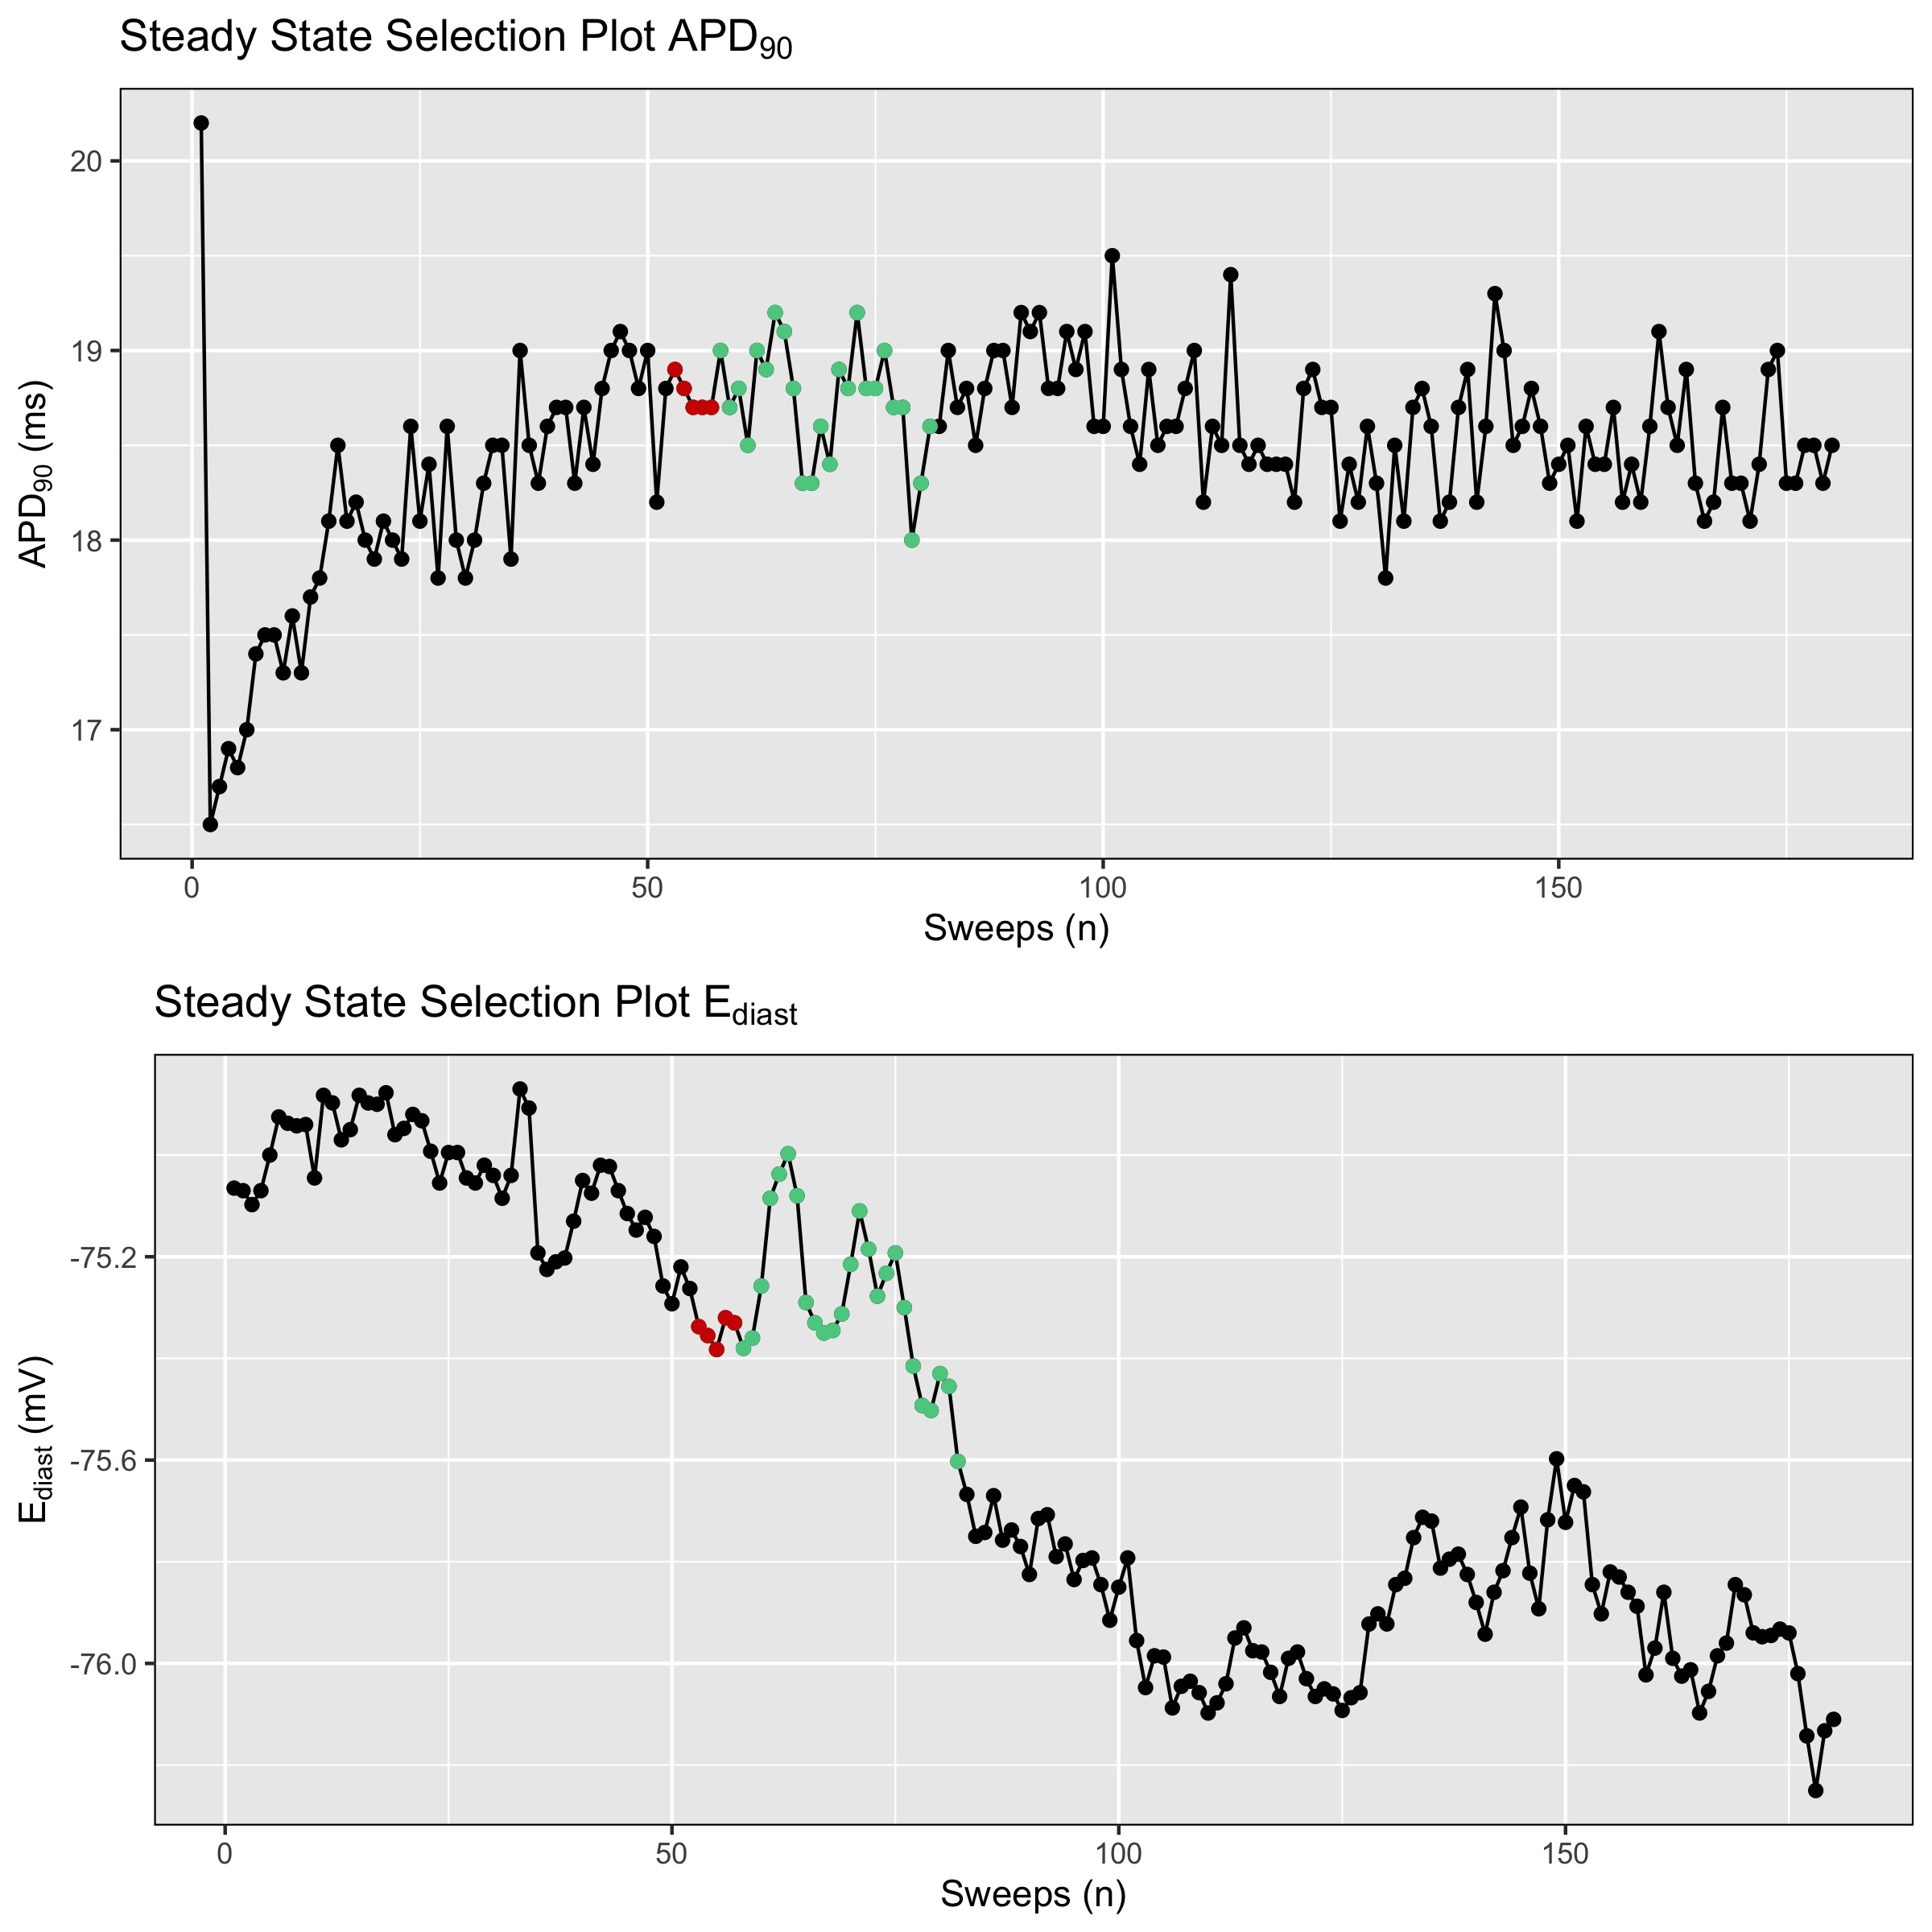 Steady State Selection Plot APD90
20
19
18
17
APD90 (ms)
0 50 100 150
Sweeps (n)
Steady State Selection Plot Ediast
-75.2
-75.6
-76.0
Ediast (mV)
0 50 100 150
Sweeps (n)